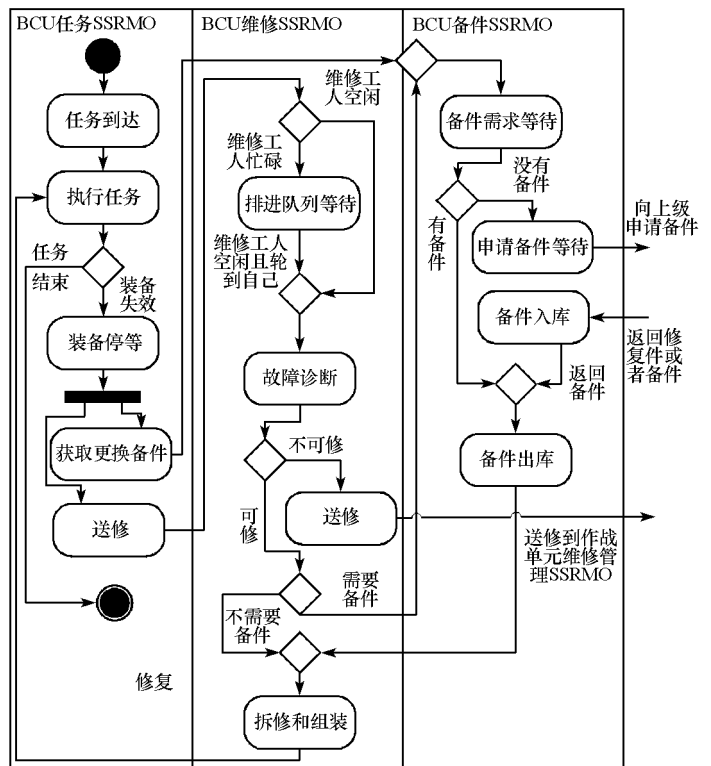 BCU任务SSRMO
BCU维修SSRMO
BCU备件SSRMO
任务到达
执行任务
任务
结束
装备
失效
装备停等
获取更换备件
送修
修复
维修工
人空闲
维修工
人忙碌
排进队列等待
维修工人
空闲且轮
到自己
故障诊断
不可修
可
修
送修
需要
备件
不需要
备件
拆修和组装
备件需求等待
没有
备件
有
备
件
申请备件等待
向上级
申请备件
备件入库
返回修
复件或
者备件
返回
备件
备件出库
送修到作战
单元维修管
理SSRMO